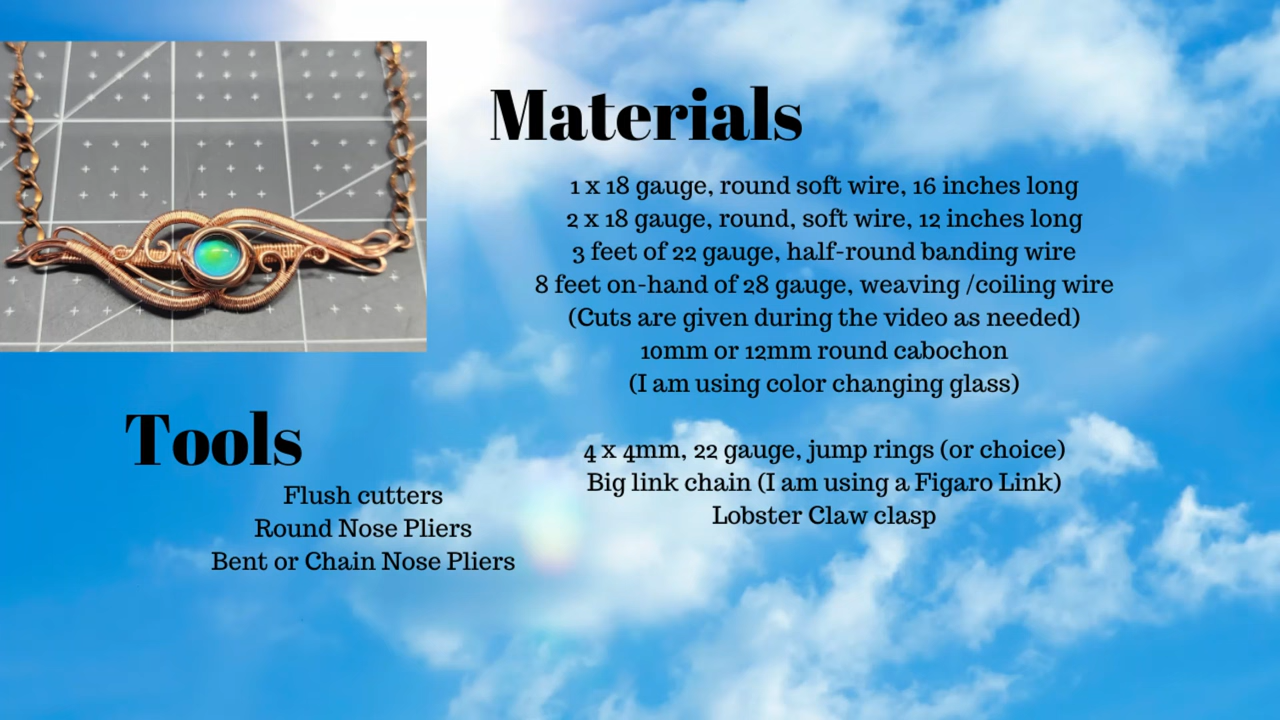 Materials
1 x 18 gauge, round soft wire, 16 inches long
2 x 18 gauge, round, soft wire, 12 inches long
3 feet of 22 gauge, half-round banding wire
8 feet on-hand of 28 gauge, weaving /coiling wire
(Cuts are given during the video as needed)
10mm or 12mm round cabochon
(I am using color changing glass)
4 x 4mm, 22 gauge, jump rings (or choice)
Big link chain (I am using a Figaro Link)
Lobster Claw clasp
Tools
Flush cutters
Round Nose Pliers
Bent or Chain Nose Pliers